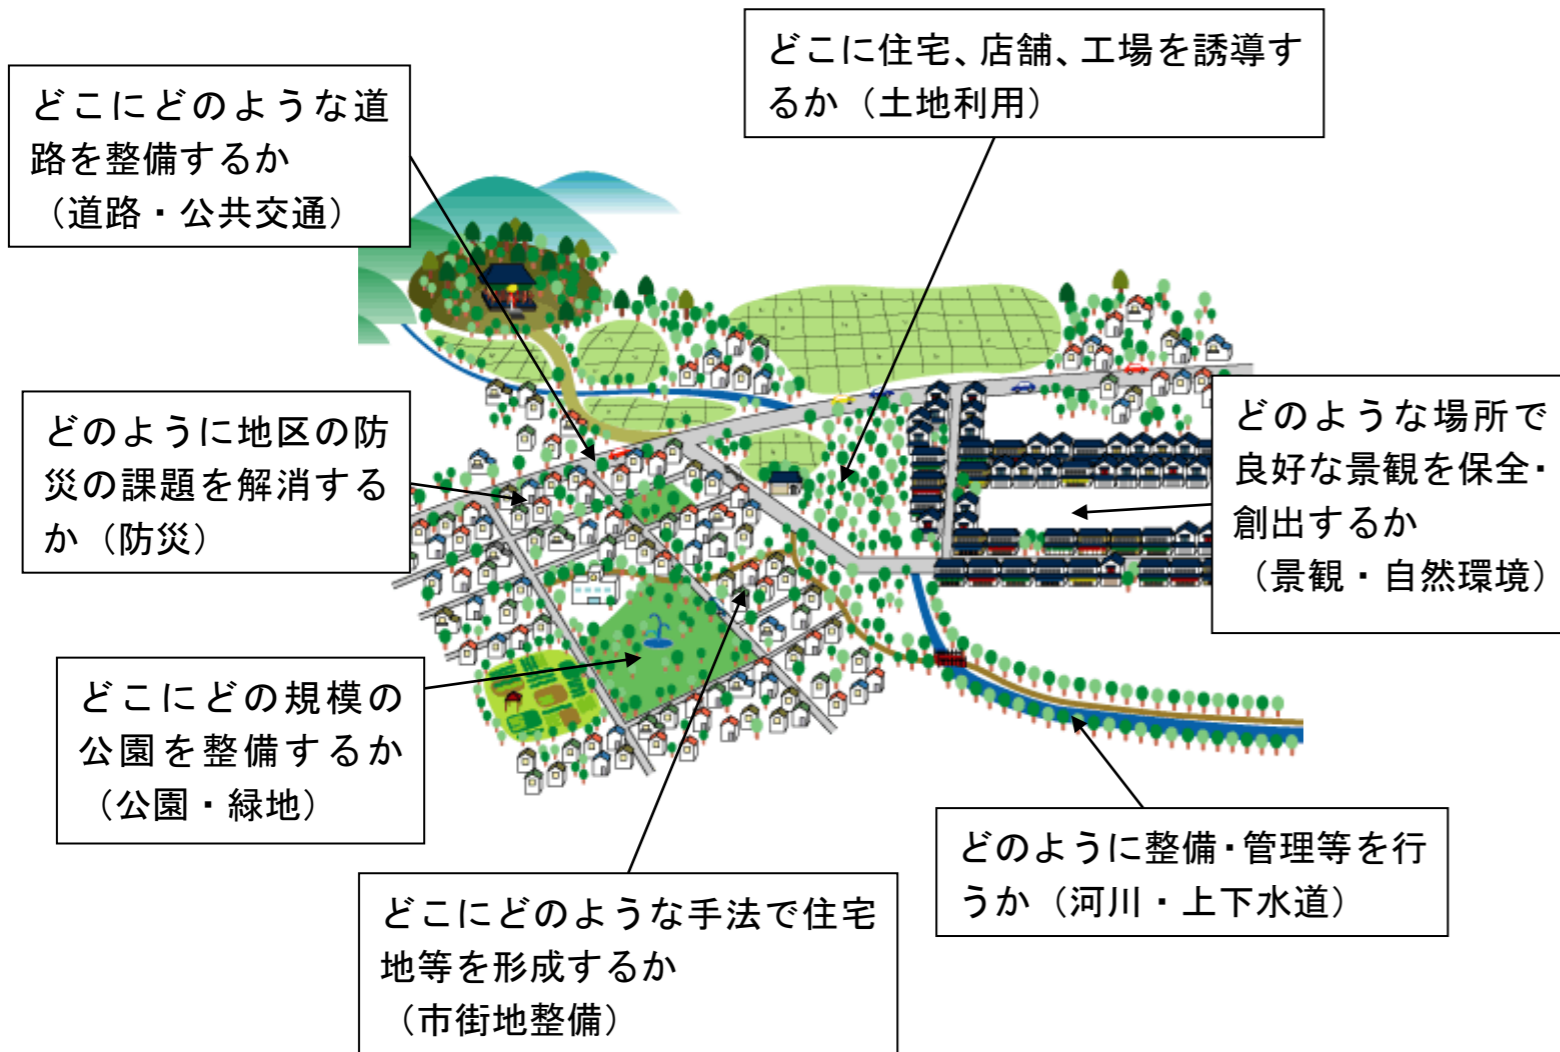 どこに住宅、店舗、工場を誘導す
るか（土地利用）
どこにどのような道
路を整備するか
（道路・公共交通）
どのように地区の防
災の課題を解消する
か（防災）
どのような場所で
良好な景観を保全・
創出するか
（景観・自然環境）
どこにどの規模の
公園を整備するか
（公園・緑地）
どのように整備・管理等を行
うか（河川・上下水道）
どこにどのような手法で住宅
地等を形成するか
（市街地整備）